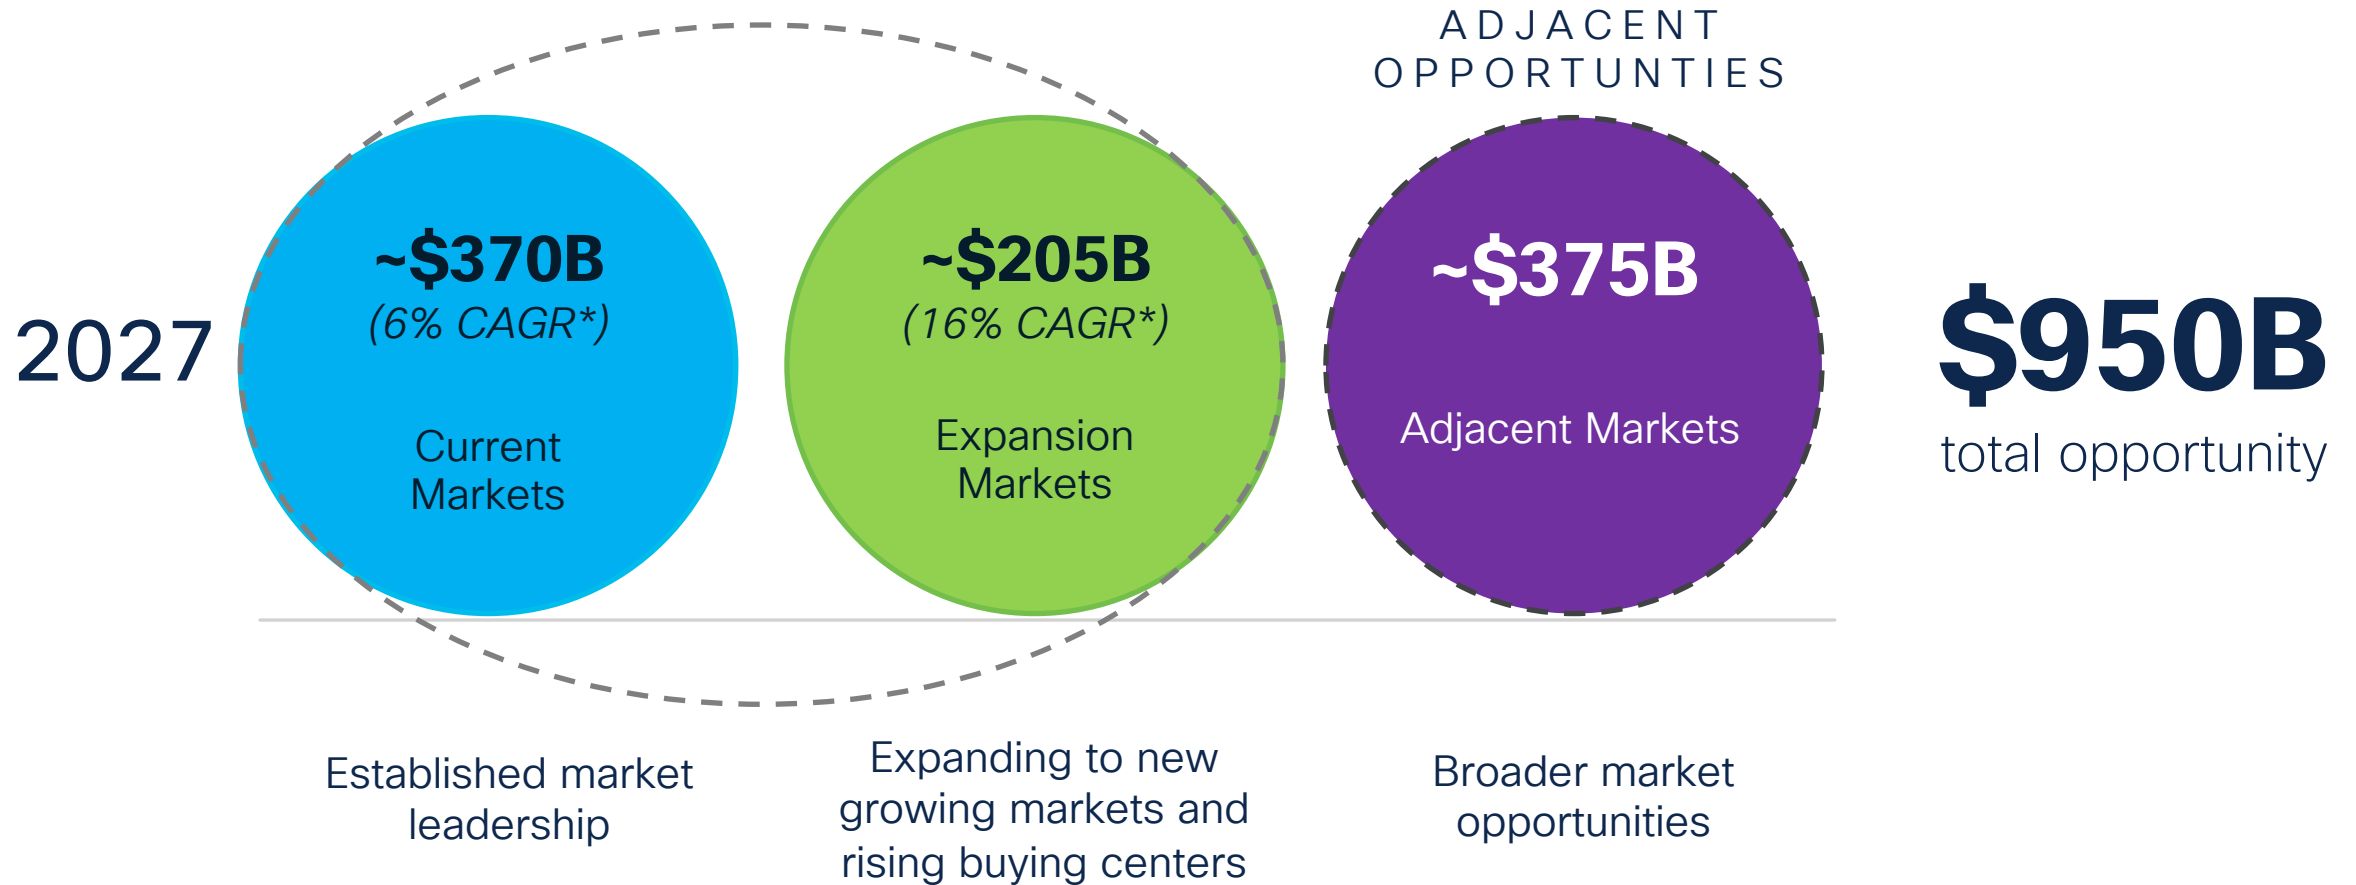 2027
~$370B
(6% CAGR*)
Current
Markets
Established market
leadership
~$205B
(16% CAGR*)
Expansion
Markets
Expanding to new
growing markets and
rising buying centers
ADJACENT
OPPORTUNTIES
~$375B
Adjacent Markets
Broader market
opportunities
$950B
total opportunity